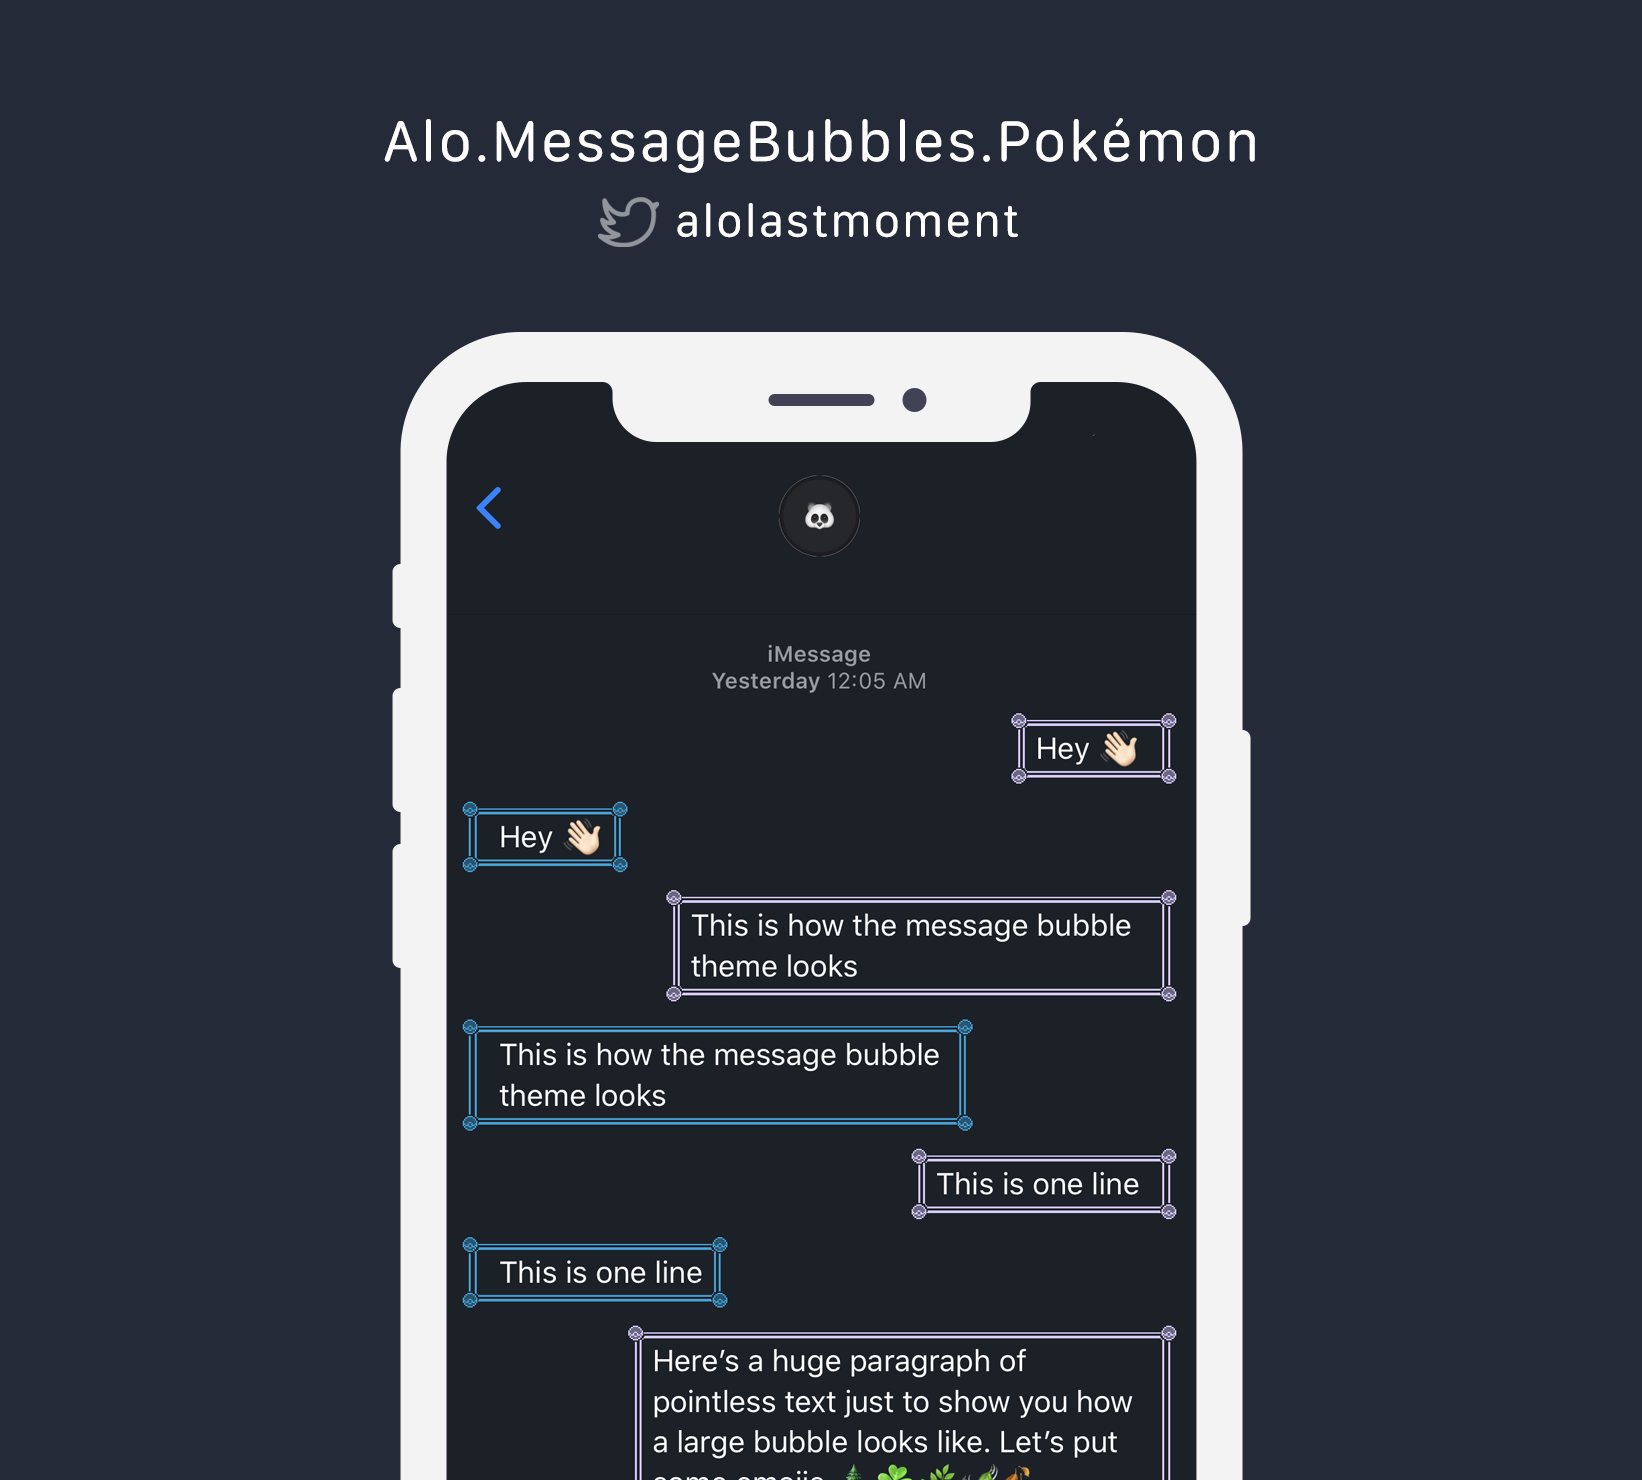 Alo.MessageBubbles.Pokémon
alolastmoment
iMessage
Yesterday 12:05 AM
Hey 👋🏻
Hey 👋🏻
This is how the message bubble
theme looks
This is how the message bubble
theme looks
This is one line
This is one line
Here’s a huge paragraph of
pointless text just to show you how
a large bubble looks like. Let’s put
some emojis 🌲☘️🌿🍃🍂